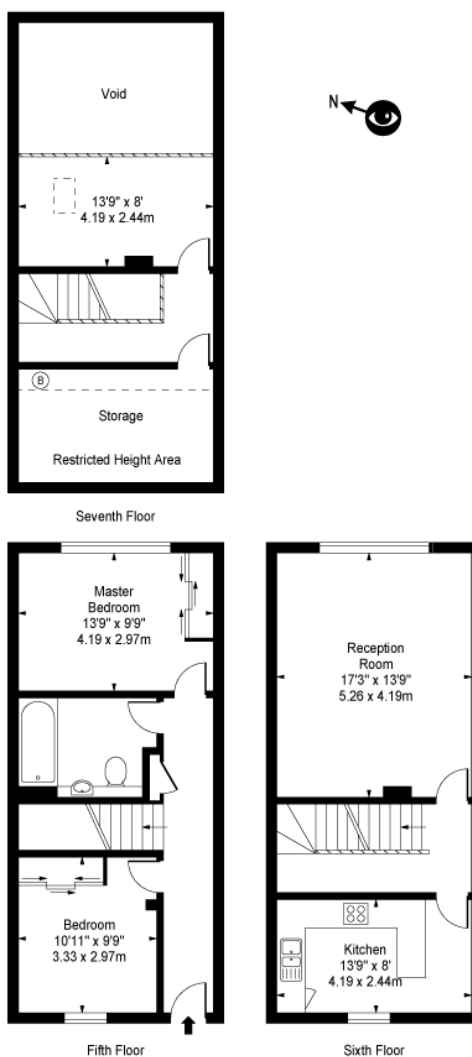 Void
N
13'9" x 8'
4.19 x 2.44m
B
Storage
Restricted Height Area
Seventh Floor
Master
Bedroom
13'9" x 9'9"
4.19 x 2.97m
Bedroom
10'11" x 9'9"
3.33 x 2.97m
Fifth Floor
Reception
Room
17'3" x 13'9"
5.26 x 4.19m
Kitchen
13'9" x 8'
4.19 x 2.44m
Sixth Floor